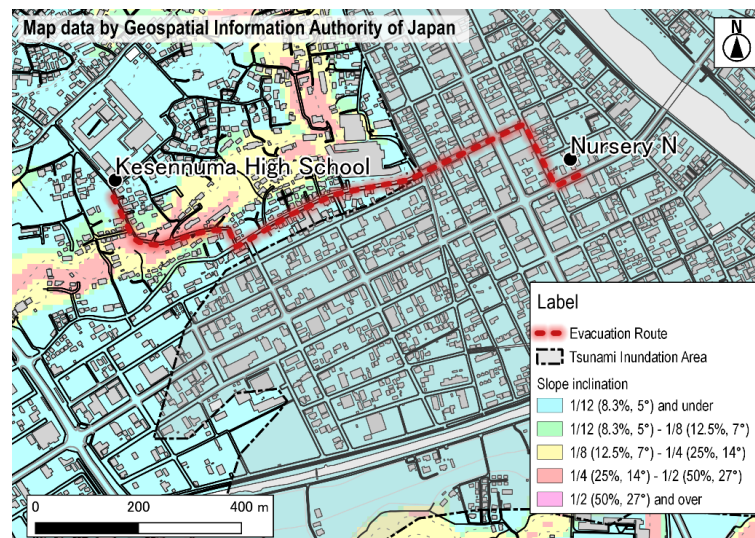 Map data by Geospatial Information Authority of Japan
N
Kesennuma High School
Nursery N
Label
Evacuation Route
Tsunami Inundation Area
Slope inclination
1/12 (8.3%, 5°) and under
1/12 (8.3%, 5°) - 1/8 (12.5%, 7°)
1/8 (12.5%, 7°) - 1/4 (25%, 14°)
1/4 (25%, 14°) - 1/2 (50%, 27°)
1/2 (50%, 27°) and over
0 200 400 m